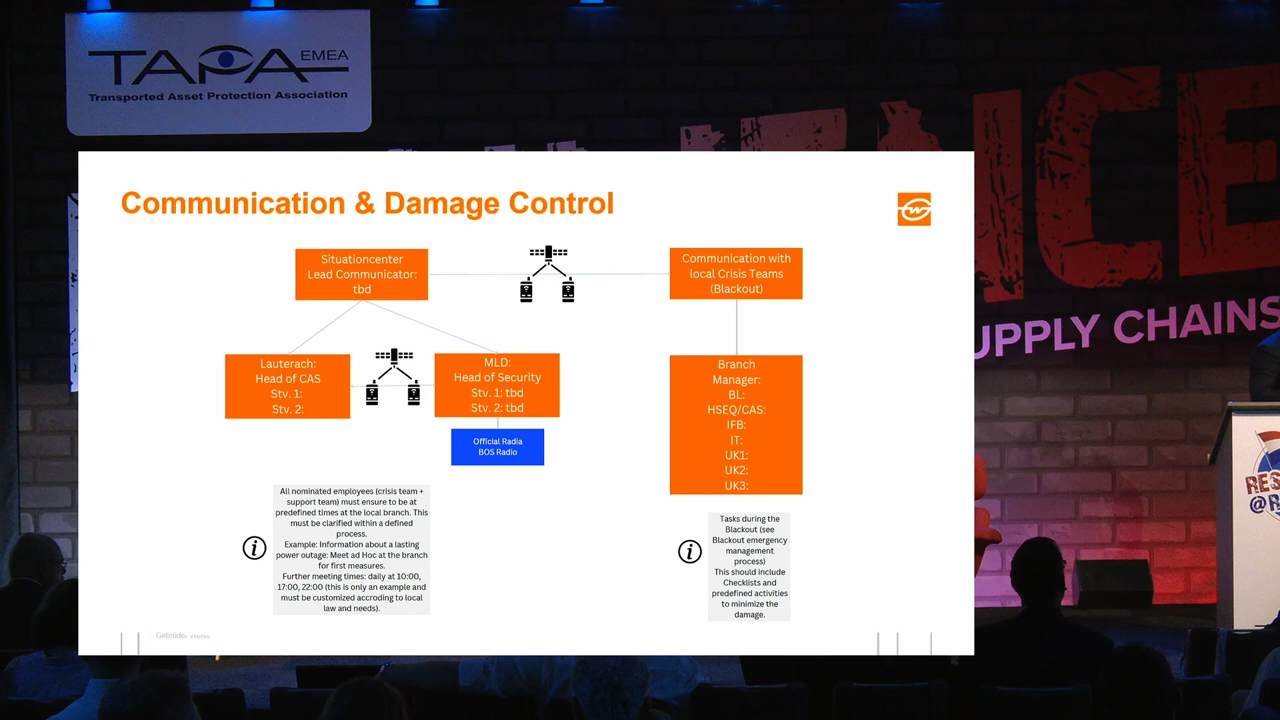 TAPA EMEA
Transported Asset Protection Association
Communication & Damage Control
Situationcenter
Lead Communicator:
tbd
Communication with
local Crisis Teams
(Blackout)
Lauterach:
Head of CAS
Stv. 1:
Stv. 2:
MLD:
Head of Security
Stv. 1: tbd
Stv. 2: tbd
Official Radia
BOS Radio
Branch
Manager:
BL:
HSEQ/CAS:
IFB:
IT:
UK1:
UK2:
UK3:
All nominated employees (crisis team +
support team) must ensure to be at
predefined times at the local branch. This
must be clarified within a defined
process.
Example: Information about a lasting
power outage: Meet ad Hoc at the branch
for first measures.
Further meeting times: daily at 10:00,
17:00, 22:00 (this is only an example and
must be customized accroding to local
law and needs).
Tasks during the
Blackout (see
Blackout emergency
management
process)
This should include
Checklists and
predefined activities
to minimize the
damage.
ENCE
UPPLY CHAINS
RES
@R